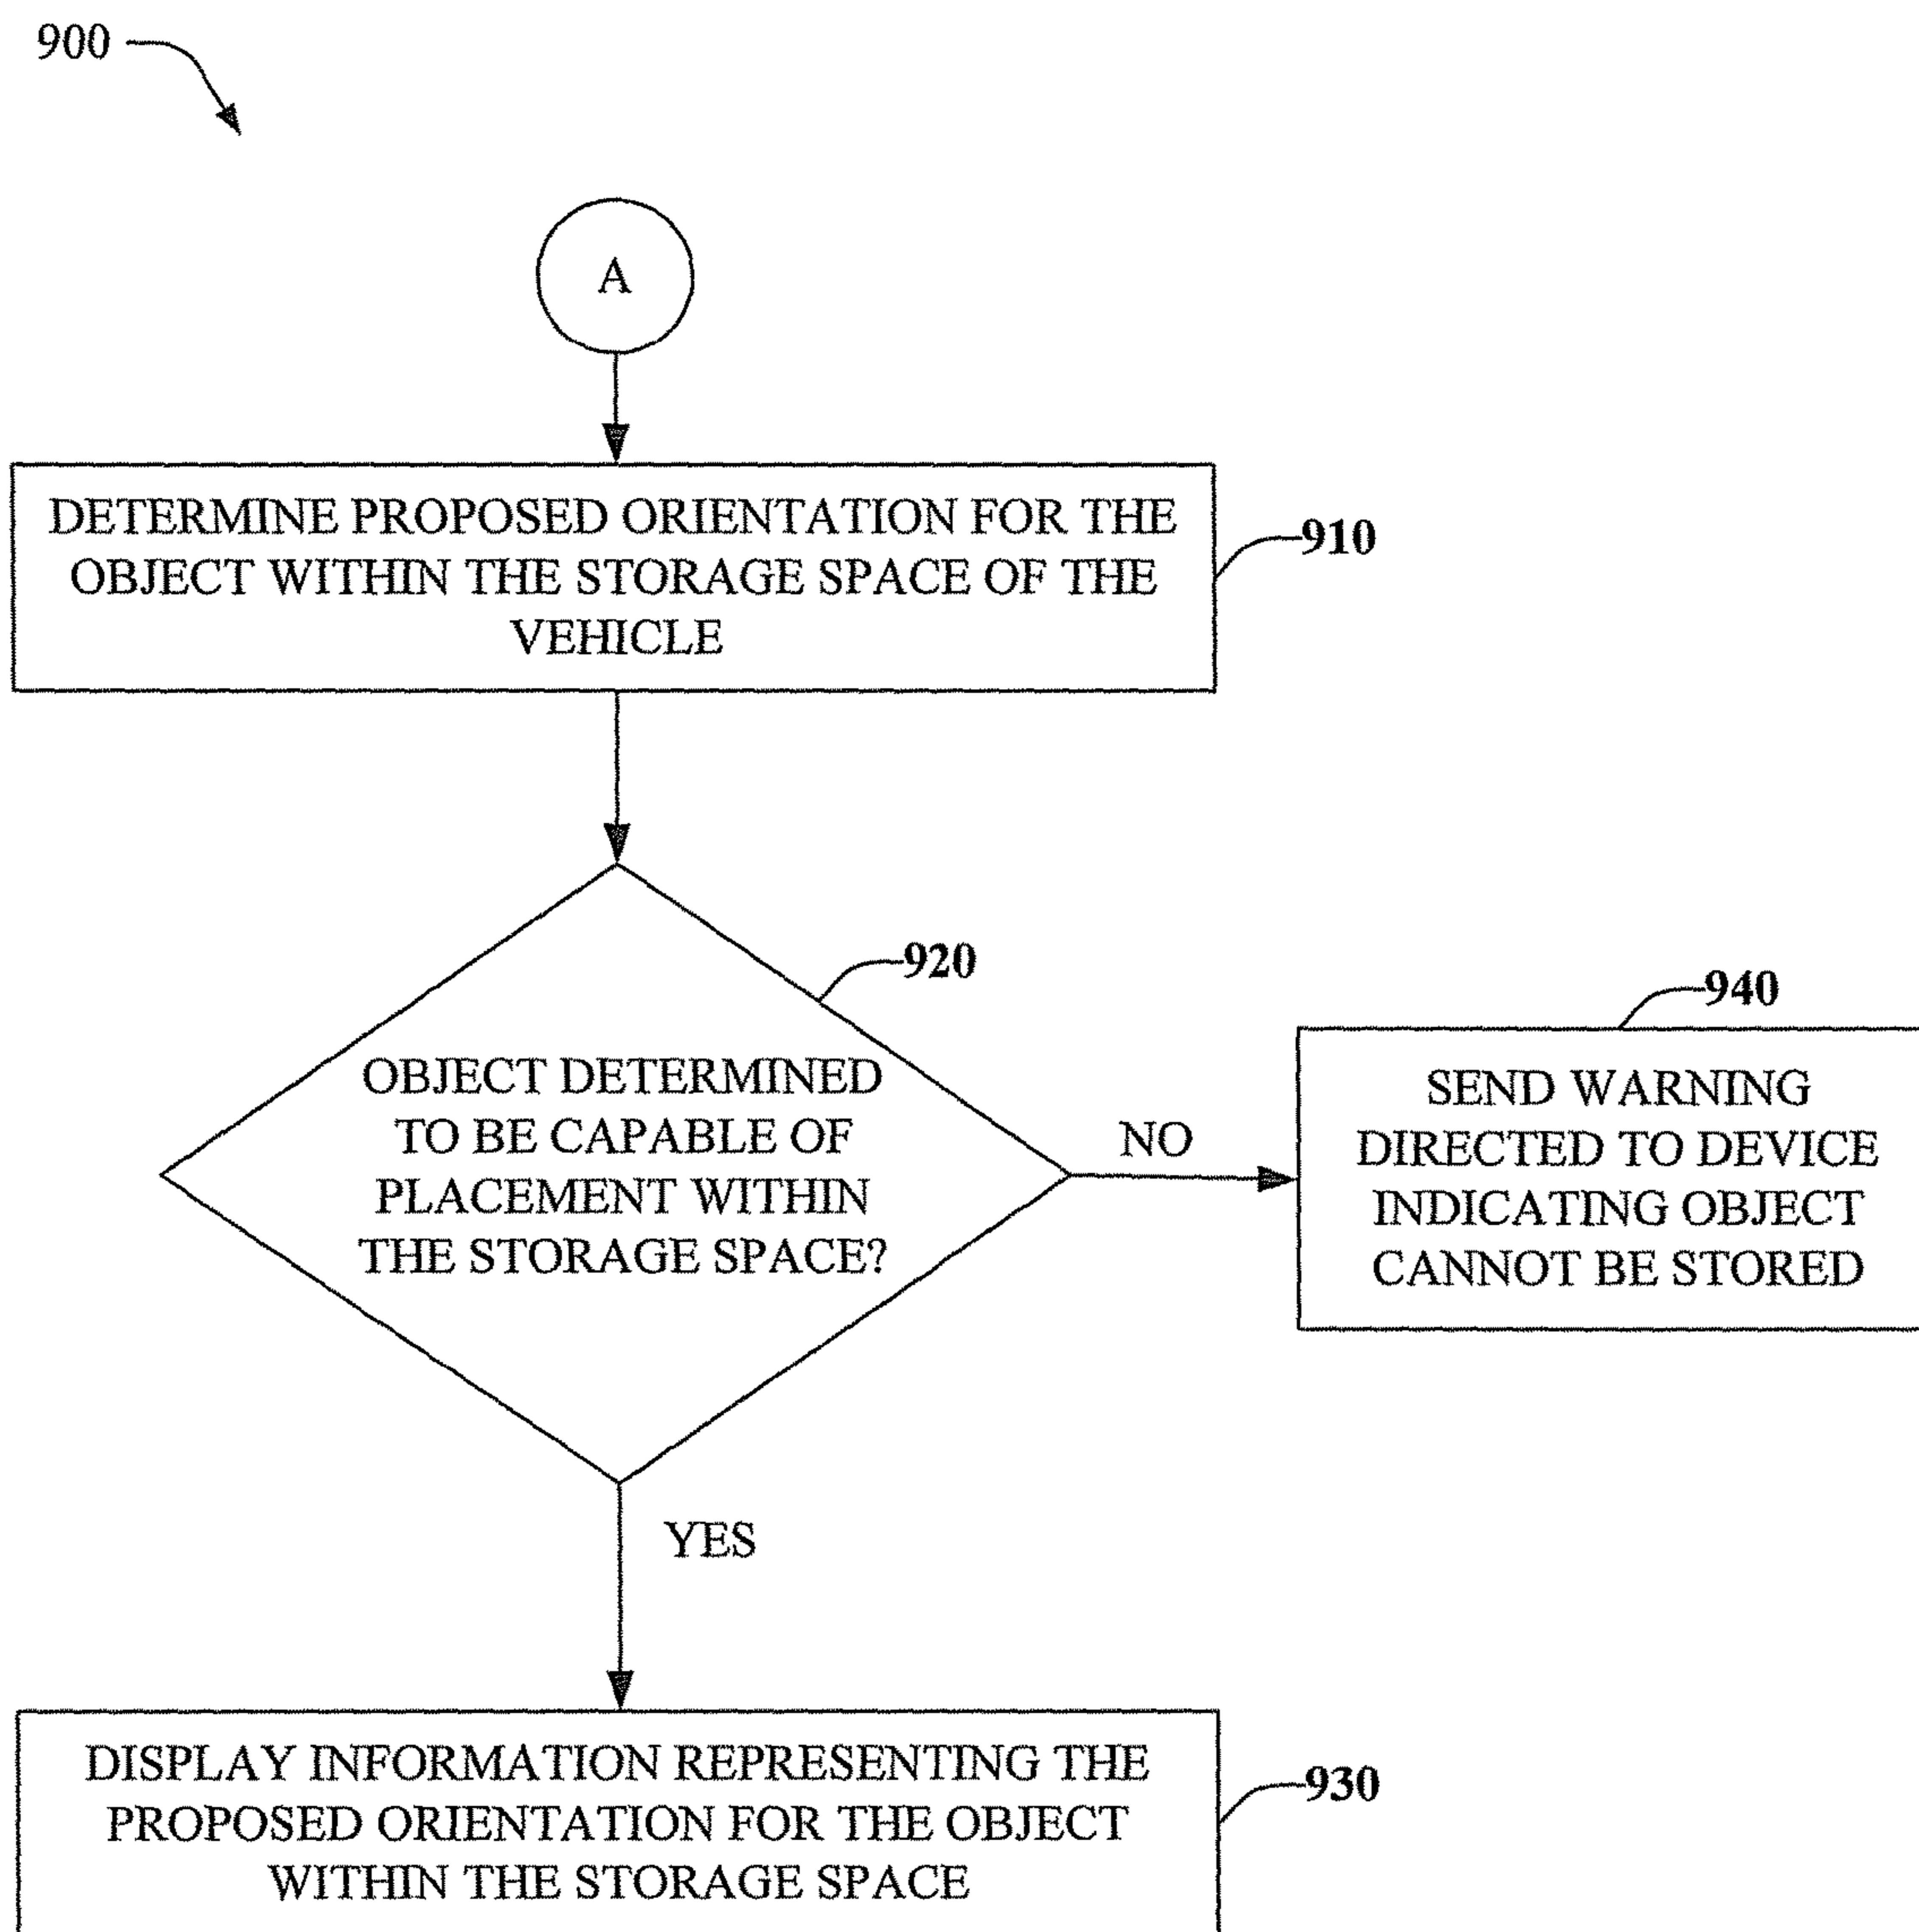 900
A
DETERMINE PROPOSED ORIENTATION FOR THE
OBJECT WITHIN THE STORAGE SPACE OF THE
VEHICLE
910
920
OBJECT DETERMINED
TO BE CAPABLE OF
PLACEMENT WITHIN
THE STORAGE SPACE?
NO
940
SEND WARNING
DIRECTED TO DEVICE
INDICATING OBJECT
CANNOT BE STORED
YES
DISPLAY INFORMATION REPRESENTING THE
PROPOSED ORIENTATION FOR THE OBJECT
WITHIN THE STORAGE SPACE
930